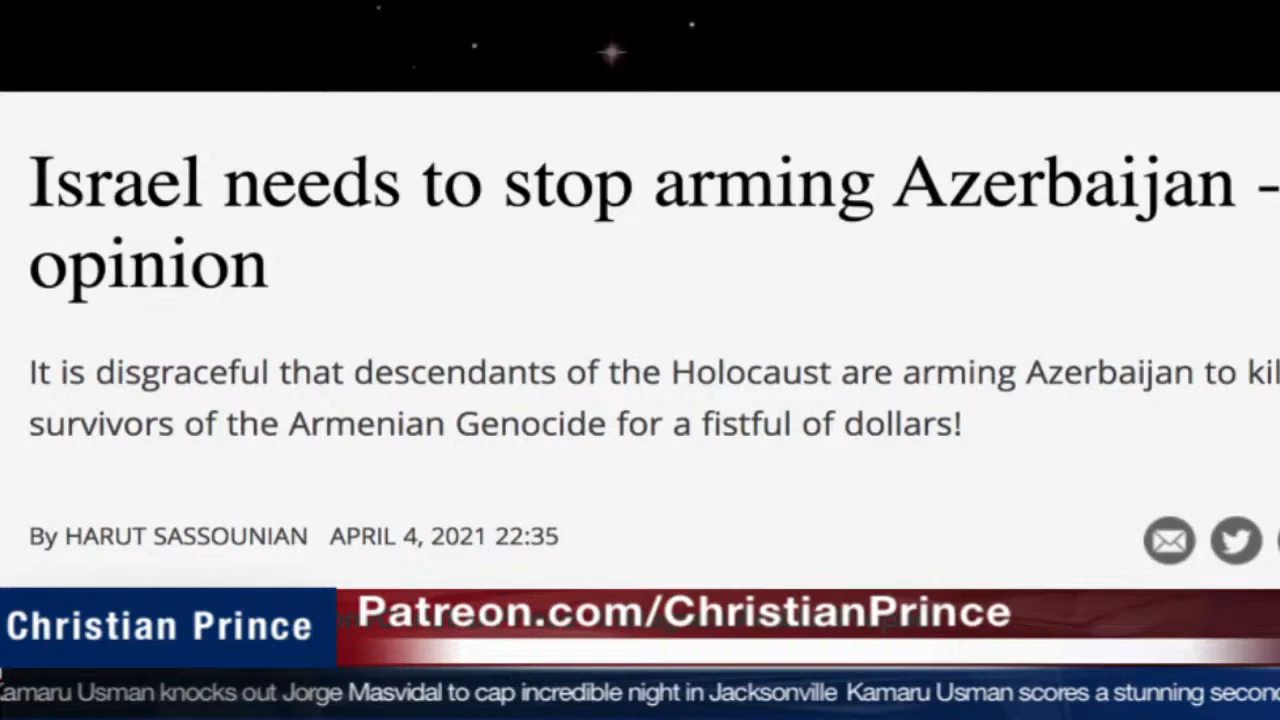 Israel needs to stop arming Azerbaijan -
opinion
It is disgraceful that descendants of the Holocaust are arming Azerbaijan to kil
survivors of the Armenian Genocide for a fistful of dollars!
By HARUT SASSOUNIAN APRIL 4, 2021 22:35
Christian Prince
Patreon.com/ChristianPrince
Kamaru Usman knocks out Jorge Masvidal to cap incredible night in Jacksonville Kamaru Usman scores a stunning secon